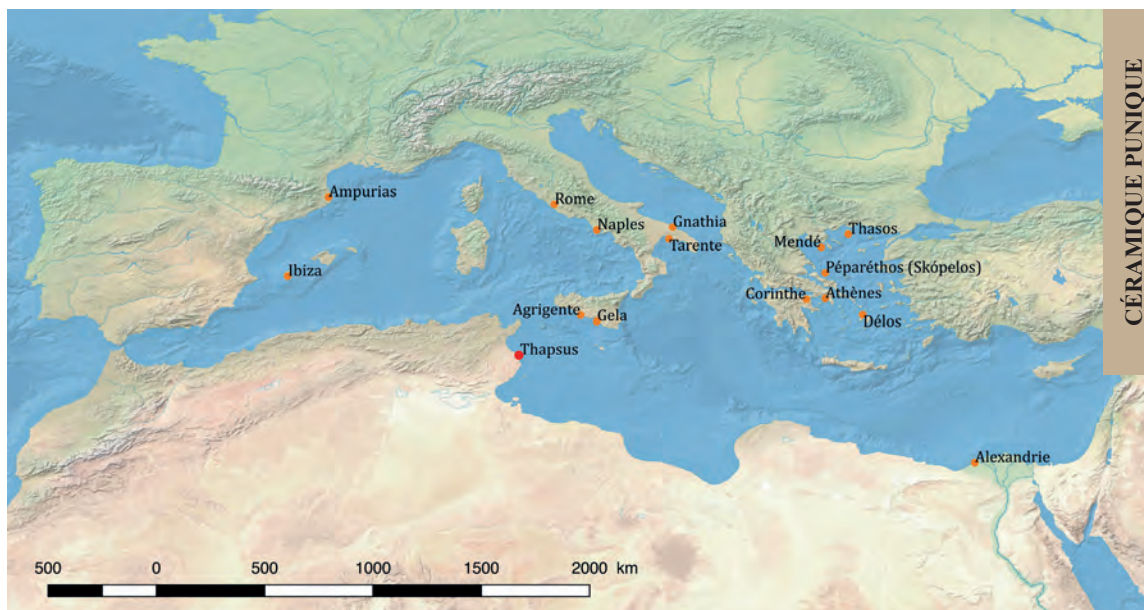 CÉRAMIQUE PUNIQUE
Ampurias
Rome
Naples
Gnathia
Tarente
Thasos
Mendé
Ibiza
Péparéthos (Skópelos)
Corinthe
Athènes
Agrigente
Gela
Délos
Thapsus
Alexandrie
500 0 500 1000 1500 2000 km